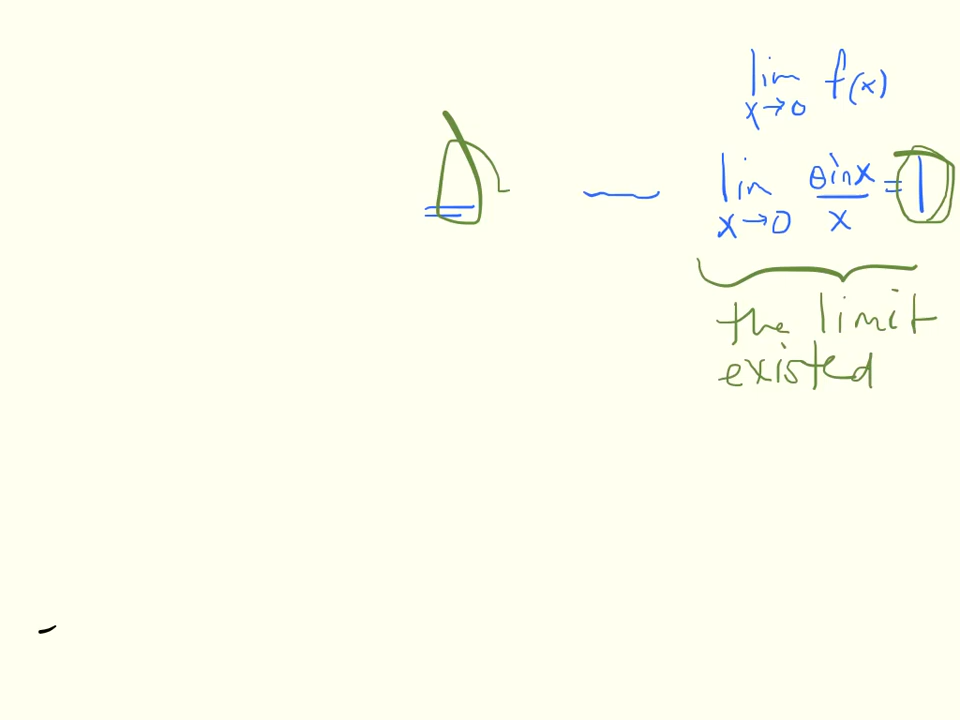 lim x→0 f(x)
lim x→0 sinx/x = 1
the limit
existed